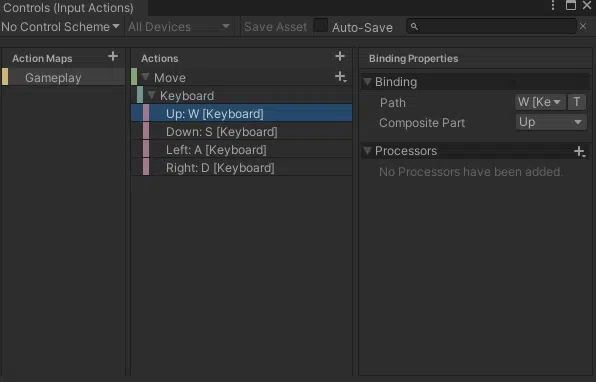 Controls (Input Actions)
No Control Scheme All Devices Save Asset Auto-Save
Action Maps
Gameplay
Actions
Move
Keyboard
Up: W [Keyboard]
Down: S [Keyboard]
Left: A [Keyboard]
Right: D [Keyboard]
Binding Properties
Binding
Path W [Ke T
Composite Part Up
Processors
No Processors have been added.